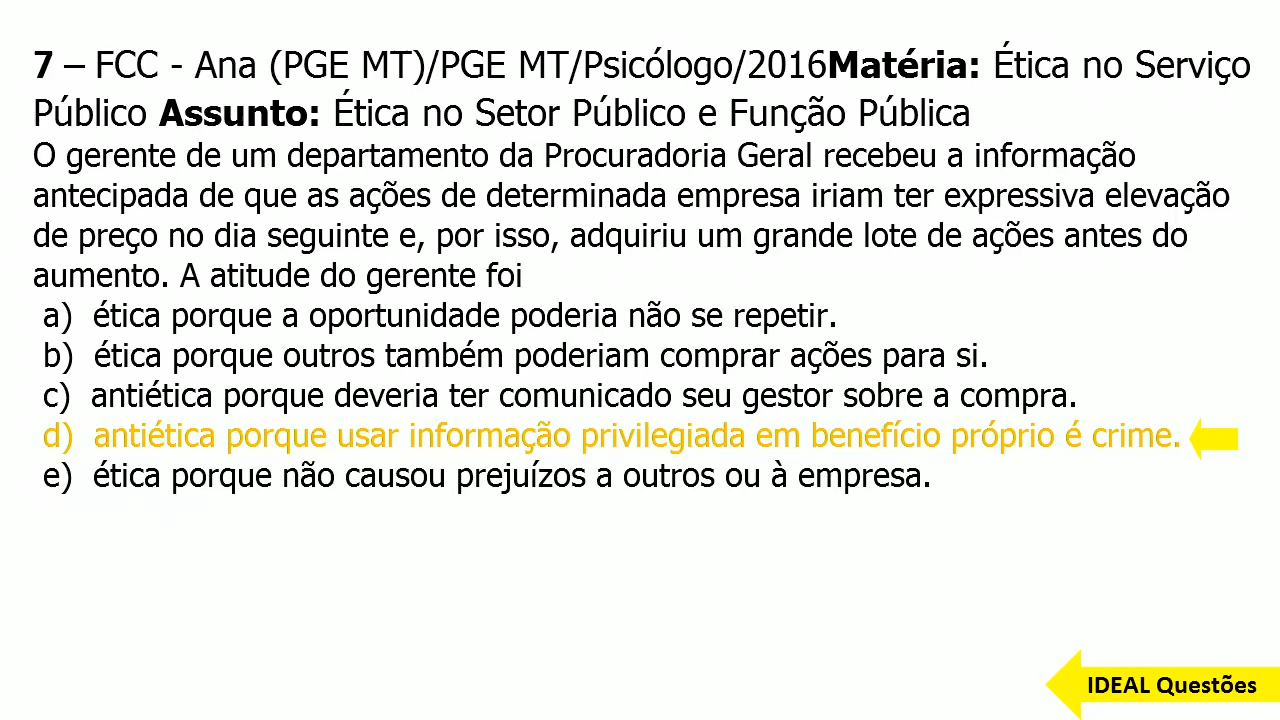 7 – FCC - Ana (PGE MT)/PGE MT/Psicólogo/2016Matéria: Ética no Serviço
Público Assunto: Ética no Setor Público e Função Pública
O gerente de um departamento da Procuradoria Geral recebeu a informação
antecipada de que as ações de determinada empresa iriam ter expressiva elevação
de preço no dia seguinte e, por isso, adquiriu um grande lote de ações antes do
aumento. A atitude do gerente foi
a) ética porque a oportunidade poderia não se repetir.
b) ética porque outros também poderiam comprar ações para si.
c) antiética porque deveria ter comunicado seu gestor sobre a compra.
d) antiética porque usar informação privilegiada em benefício próprio é crime.
e) ética porque não causou prejuízos a outros ou à empresa.
IDEAL Questões